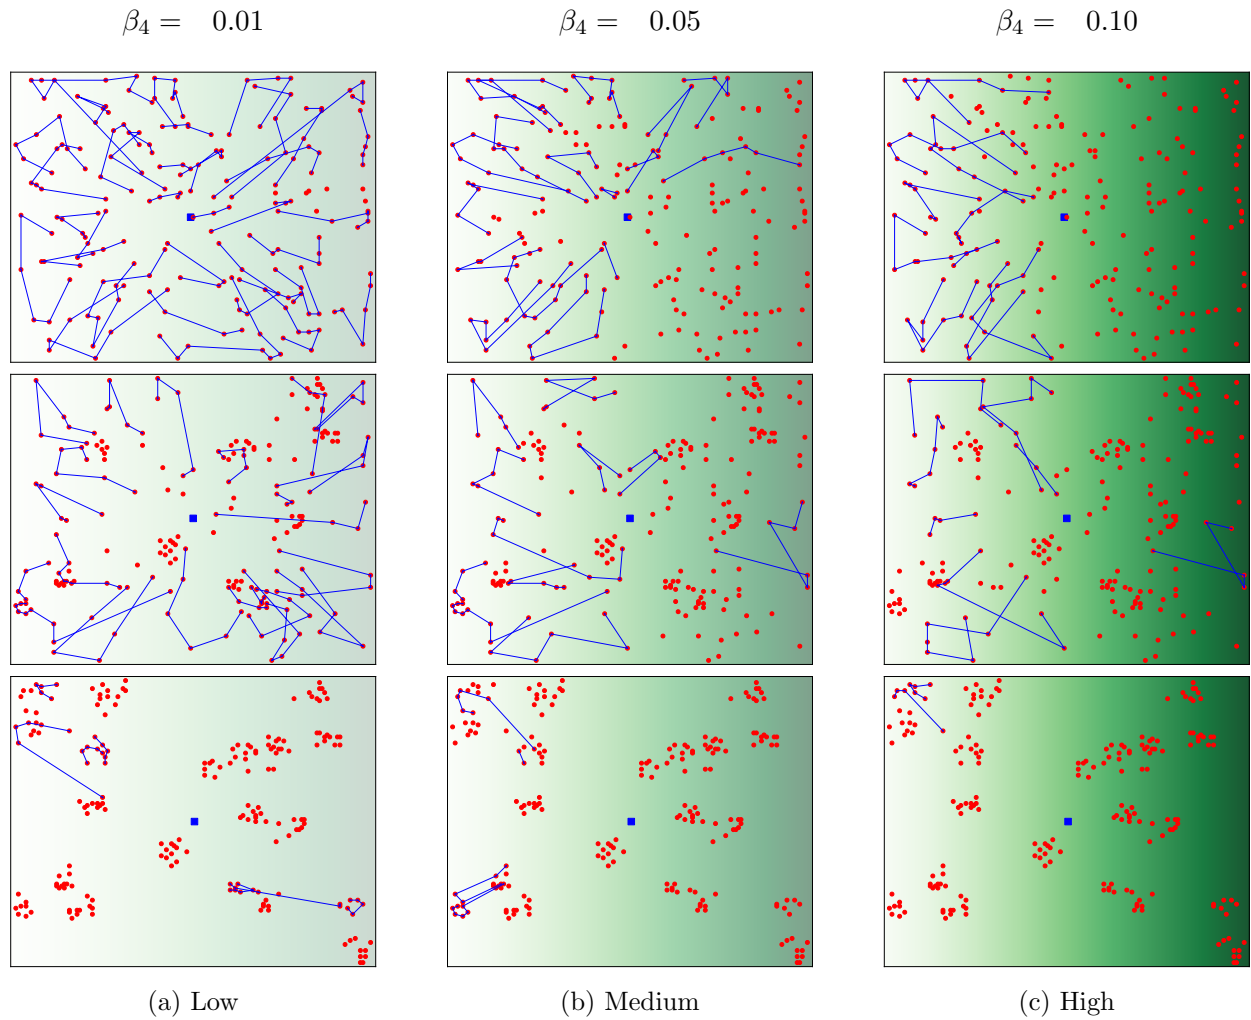 β₄ = 0.01 β₄ = 0.05 β₄ = 0.10
(a) Low (b) Medium (c) High